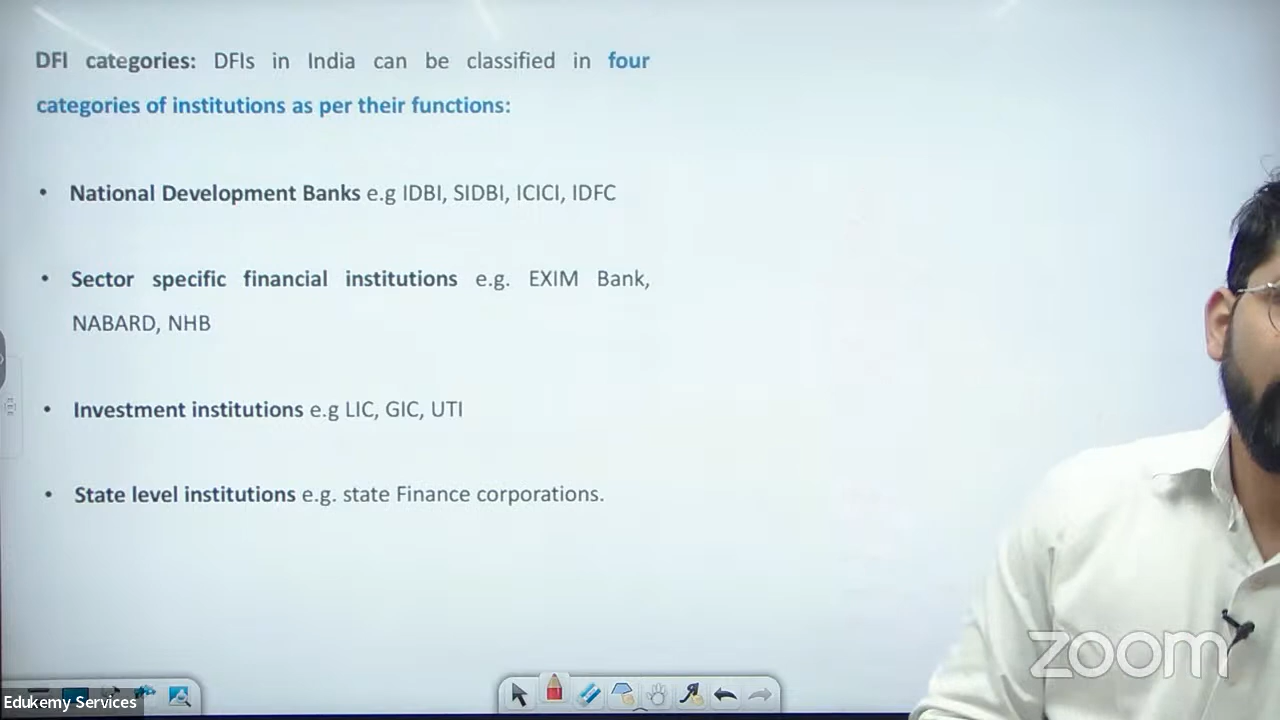 DFI categories: DFIs in India can be classified in four
categories of institutions as per their functions:
• National Development Banks e.g IDBI, SIDBI, ICICI, IDFC
• Sector specific financial institutions e.g. EXIM Bank,
NABARD, NHB
• Investment institutions e.g LIC, GIC, UTI
• State level institutions e.g. state Finance corporations.
zoom
Edukemy Services